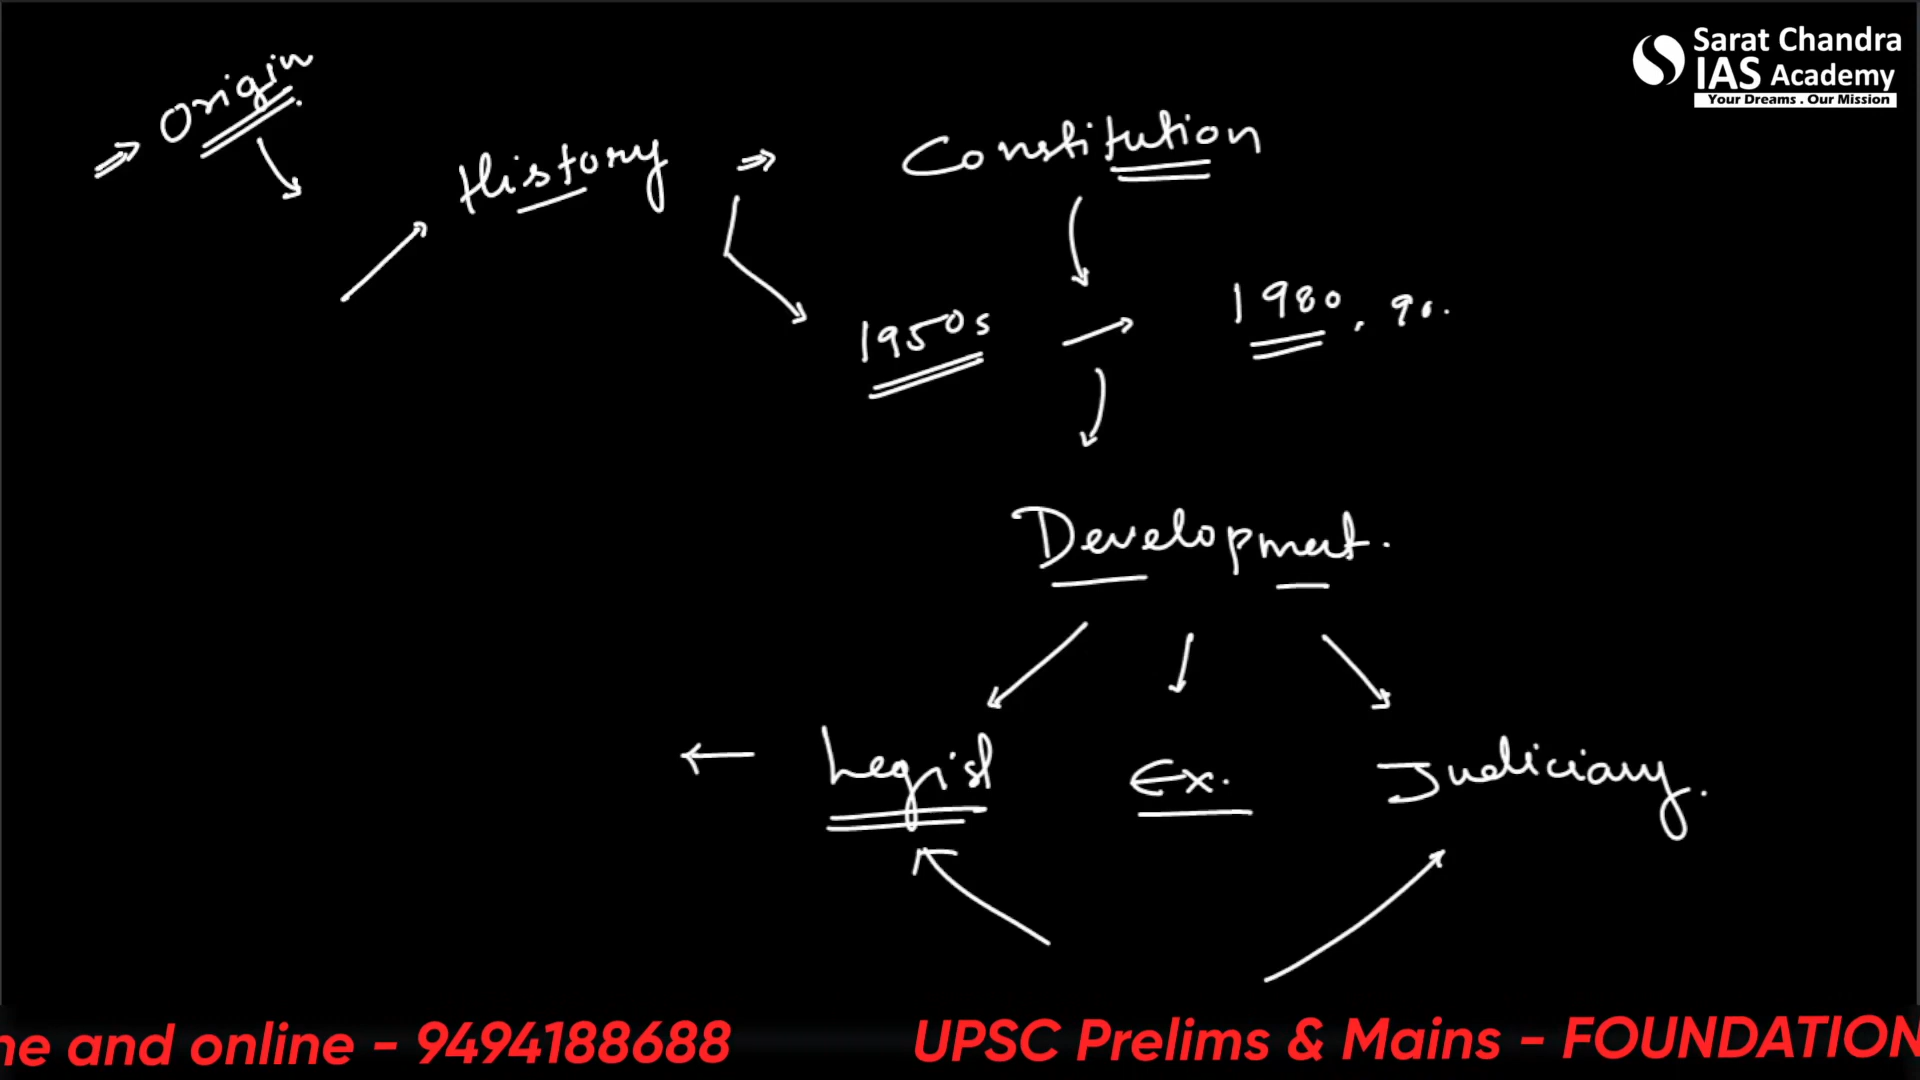 Sarat Chandra
IAS Academy
Your Dreams . Our Mission
⇒ Origin
History ⇒ Constitution
1950s → 1980, 90.
Development.
← Legisl Ex. Judiciary.
ne and online - 9494188688 UPSC Prelims & Mains - FOUNDATION